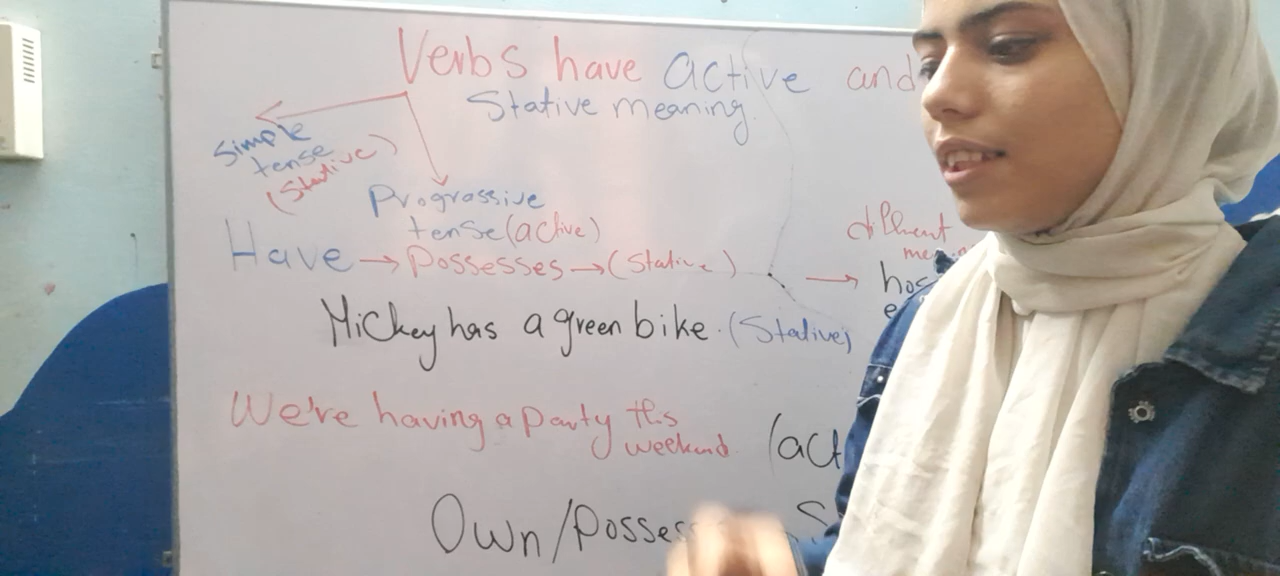 Verbs have active and
Stative meaning.
Simple
tense
(Stative)
Progressive
tense (active)
Have → Possesses → (Stative) →
different
Mickey has a green bike. (Stative)
We're having a party this
weekend. (act
Own/Possess